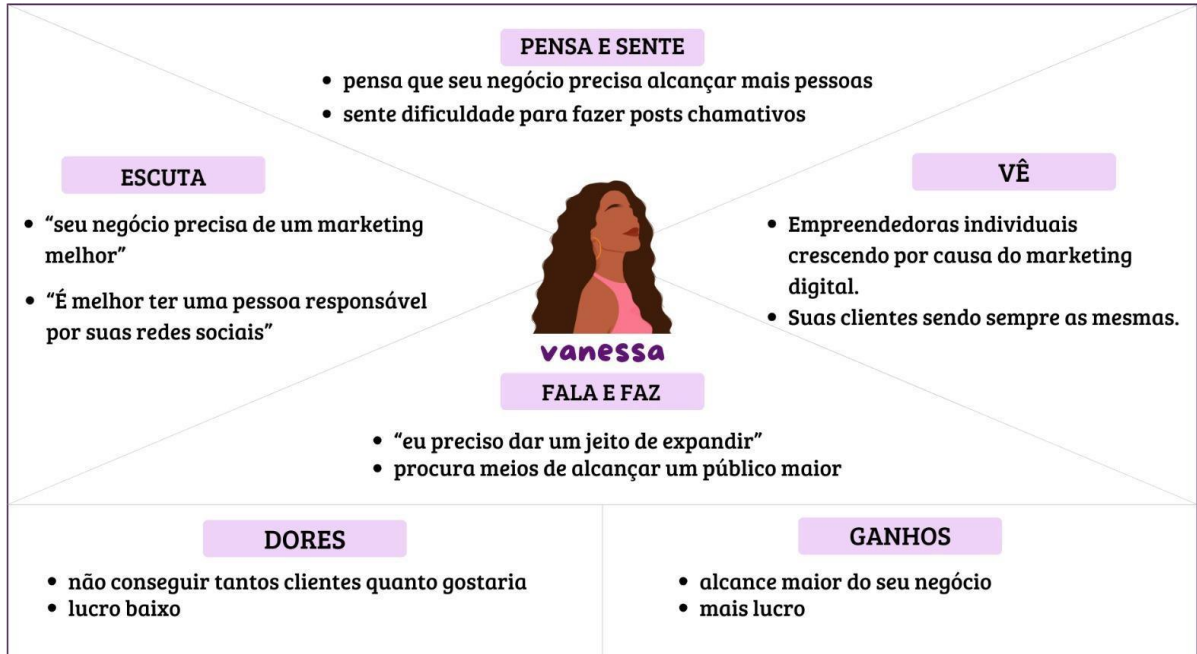 PENSA E SENTE
• pensa que seu negócio precisa alcançar mais pessoas
• sente dificuldade para fazer posts chamativos
ESCUTA
• “seu negócio precisa de um marketing
melhor”
• “É melhor ter uma pessoa responsável
por suas redes sociais”
VÊ
• Empreendedoras individuais
crescendo por causa do marketing
digital.
• Suas clientes sendo sempre as mesmas.
vanessa
FALA E FAZ
• “eu preciso dar um jeito de expandir”
• procura meios de alcançar um público maior
DORES
• não conseguir tantos clientes quanto gostaria
• lucro baixo
GANHOS
• alcance maior do seu negócio
• mais lucro